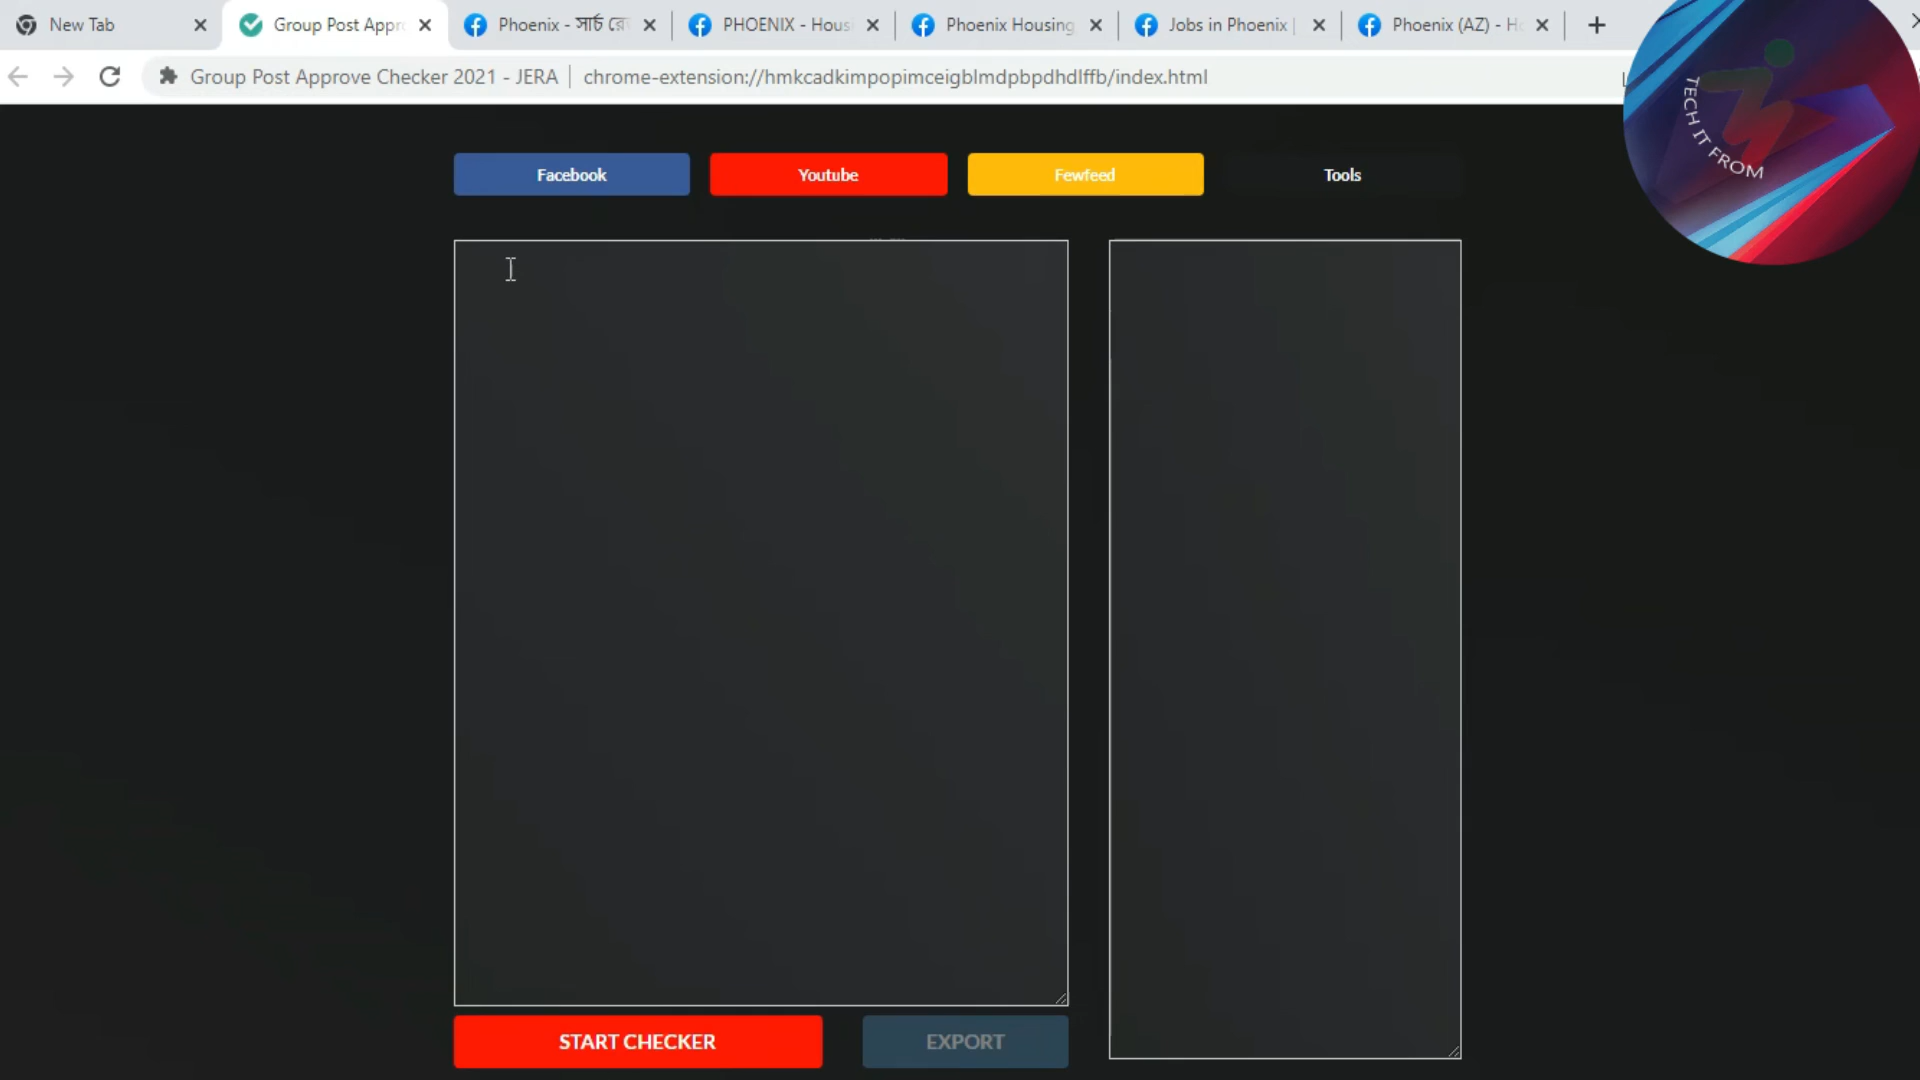 New Tab
Group Post Appr
Phoenix - সার্চ রে
PHOENIX - Hous
Phoenix Housing
Jobs in Phoenix |
Phoenix (AZ) - Ho
Group Post Approve Checker 2021 - JERA | chrome-extension://hmkcadkimpopimceigblmdpbpdhdlffb/index.html
TECH IT FROM
Facebook
Youtube
Fewfeed
Tools
START CHECKER
EXPORT